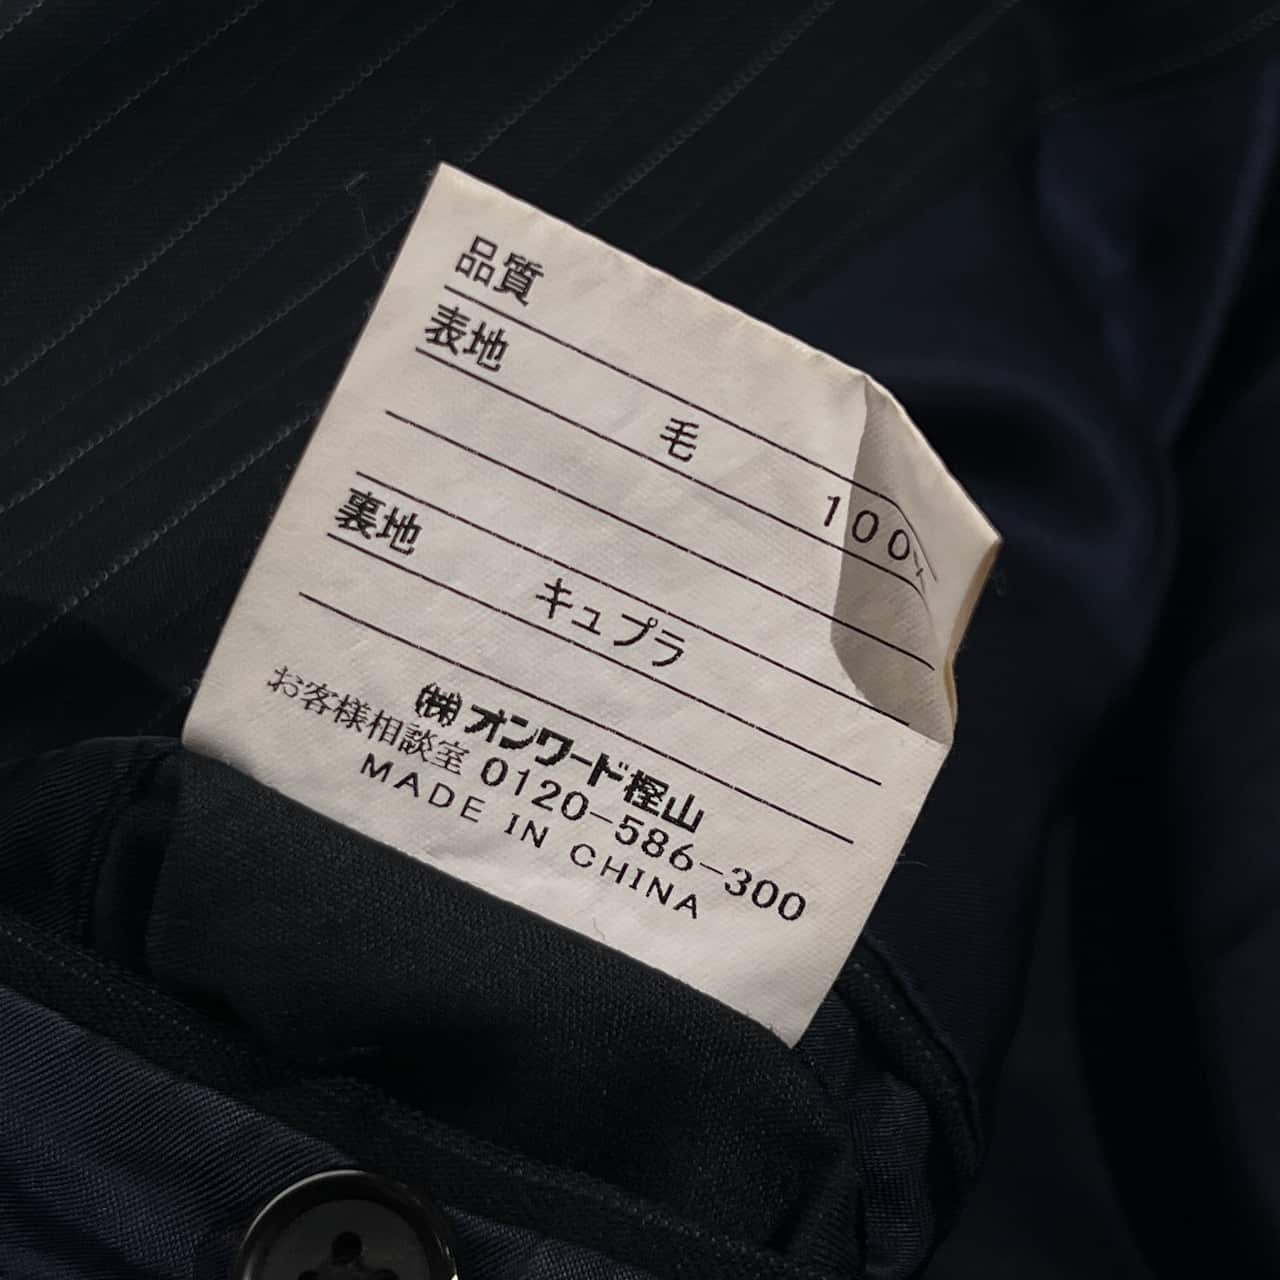 品質
表地
毛 100%
裏地
キュプラ
㈱オンワード樫山
お客様相談室 0120-586-300
MADE IN CHINA